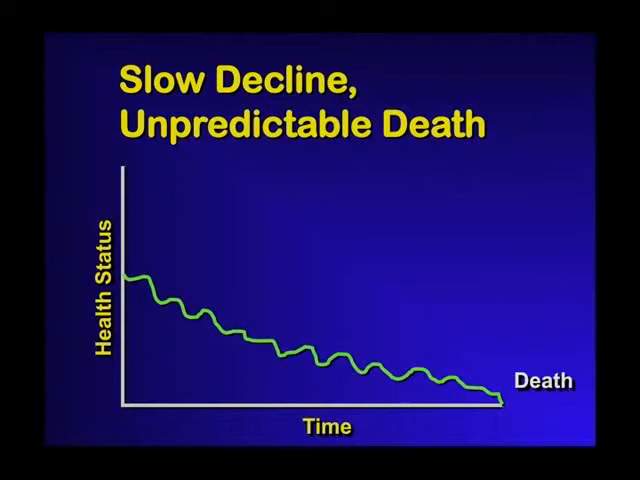 Slow Decline,
Unpredictable Death
Health Status
Death
Time